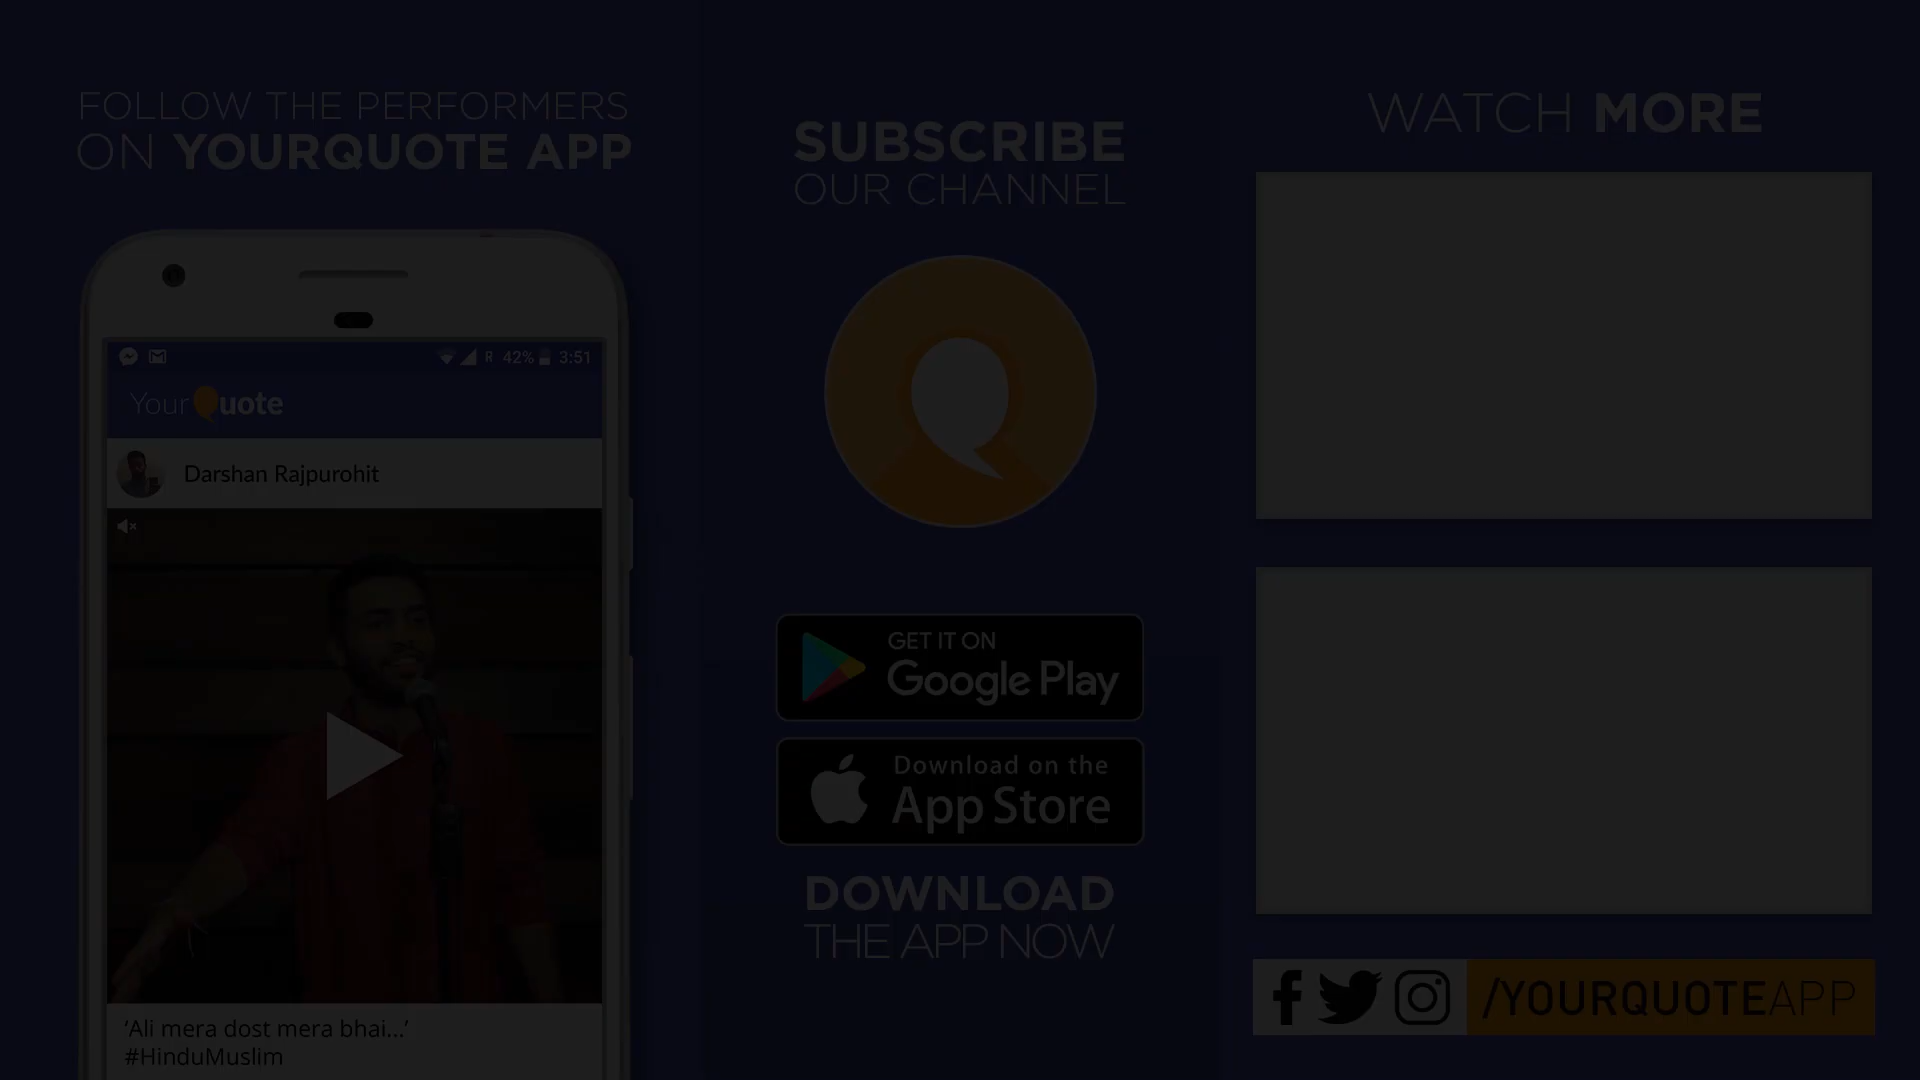 FOLLOW THE PERFORMERS
ON YOURQUOTE APP
R 42% 3:51
YourQuote
Darshan Rajpurohit
'Ali mera dost mera bhai...'
#HinduMuslim
SUBSCRIBE
OUR CHANNEL
GET IT ON
Google Play
Download on the
App Store
DOWNLOAD
THE APP NOW
WATCH MORE
/YOURQUOTEAPP